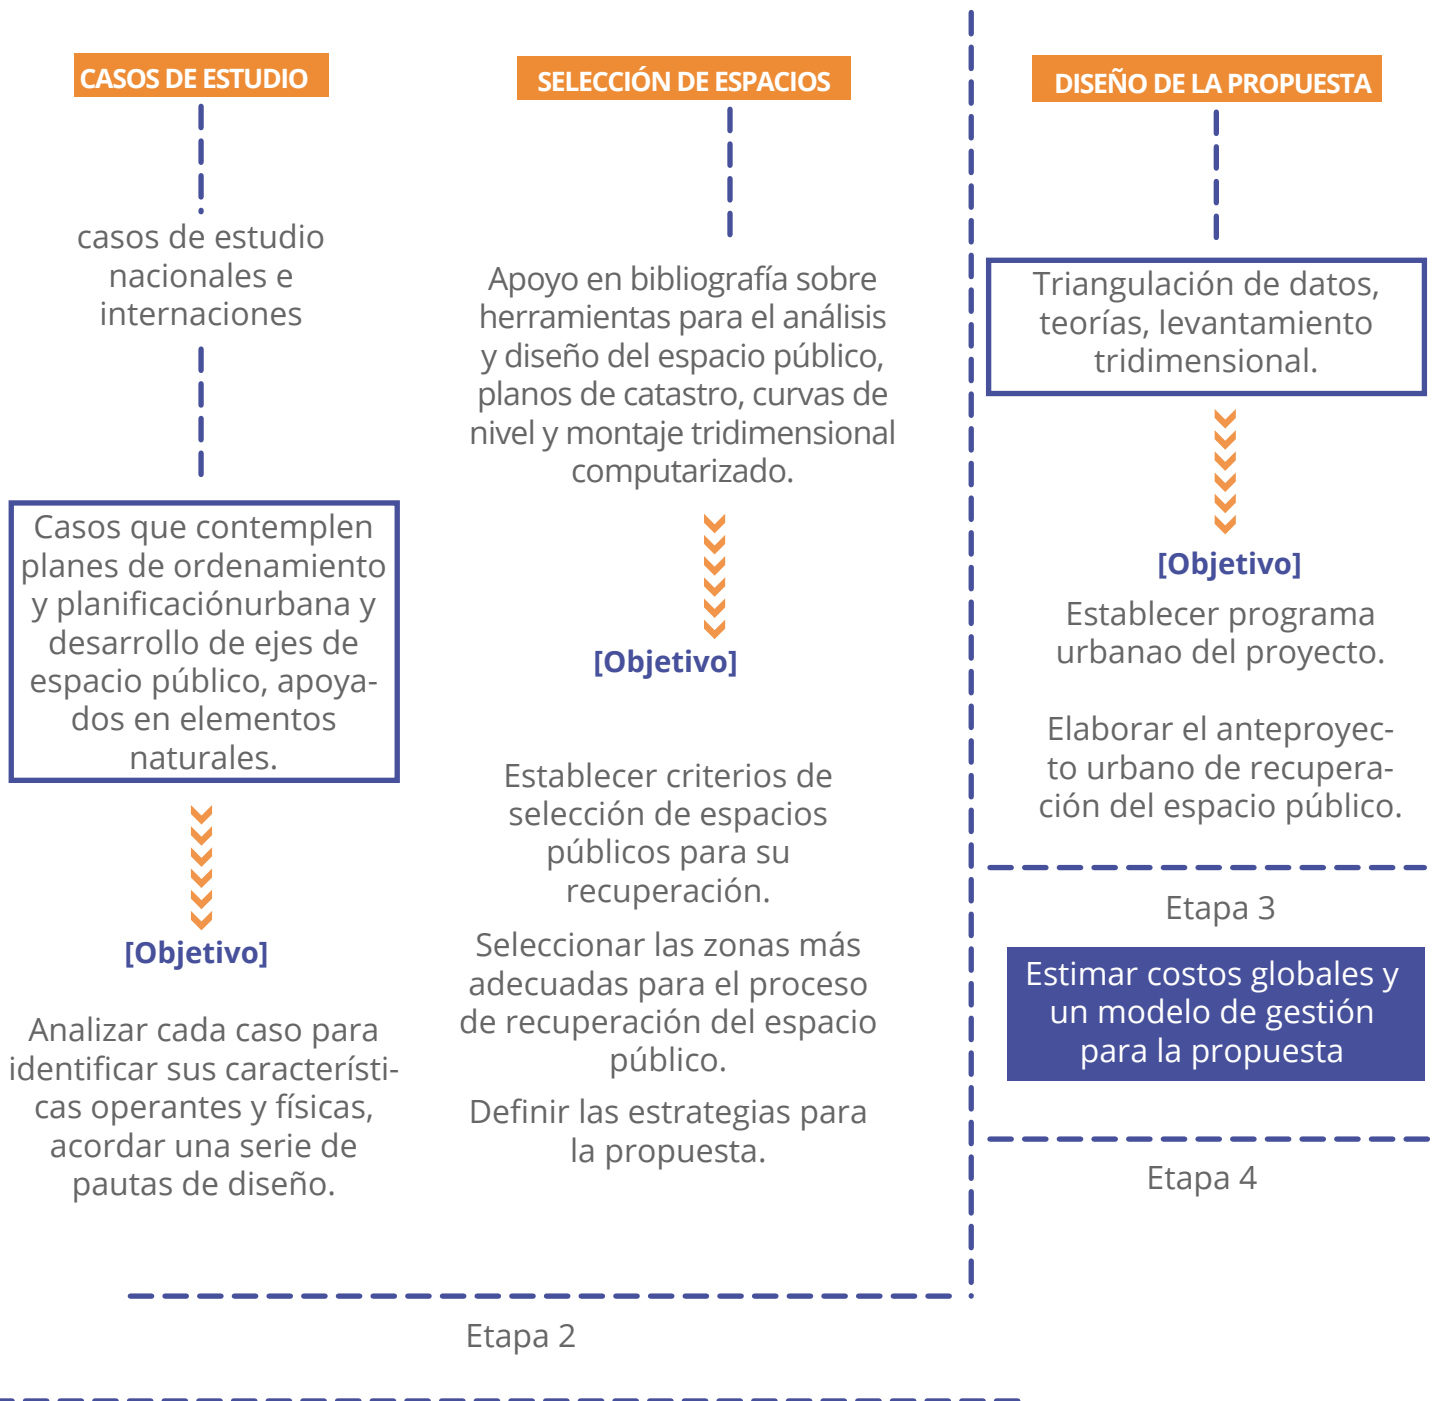 CASOS DE ESTUDIO
casos de estudio
nacionales e
internaciones
Casos que contemplen
planes de ordenamiento
y planificaciónurbana y
desarrollo de ejes de
espacio público, apoya-
dos en elementos
naturales.
[Objetivo]
Analizar cada caso para
identificar sus característi-
cas operantes y físicas,
acordar una serie de
pautas de diseño.
SELECCIÓN DE ESPACIOS
Apoyo en bibliografía sobre
herramientas para el análisis
y diseño del espacio público,
planos de catastro, curvas de
nivel y montaje tridimensional
computarizado.
[Objetivo]
Establecer criterios de
selección de espacios
públicos para su
recuperación.
Seleccionar las zonas más
adecuadas para el proceso
de recuperación del espacio
público.
Definir las estrategias para
la propuesta.
Etapa 2
DISEÑO DE LA PROPUESTA
Triangulación de datos,
teorías, levantamiento
tridimensional.
[Objetivo]
Establecer programa
urbanao del proyecto.
Elaborar el anteproyec-
to urbano de recupera-
ción del espacio público.
Etapa 3
Estimar costos globales y
un modelo de gestión
para la propuesta
Etapa 4